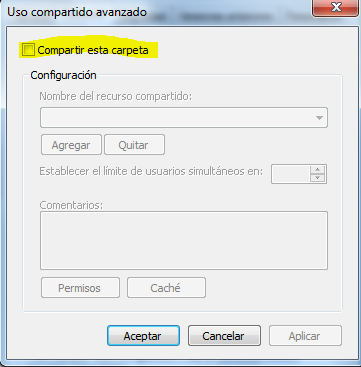 Uso compartido avanzado
Compartir esta carpeta
Configuración
Nombre del recurso compartido:
Agregar Quitar
Establecer el límite de usuarios simultáneos en:
Comentarios:
Permisos Caché
Aceptar Cancelar Aplicar